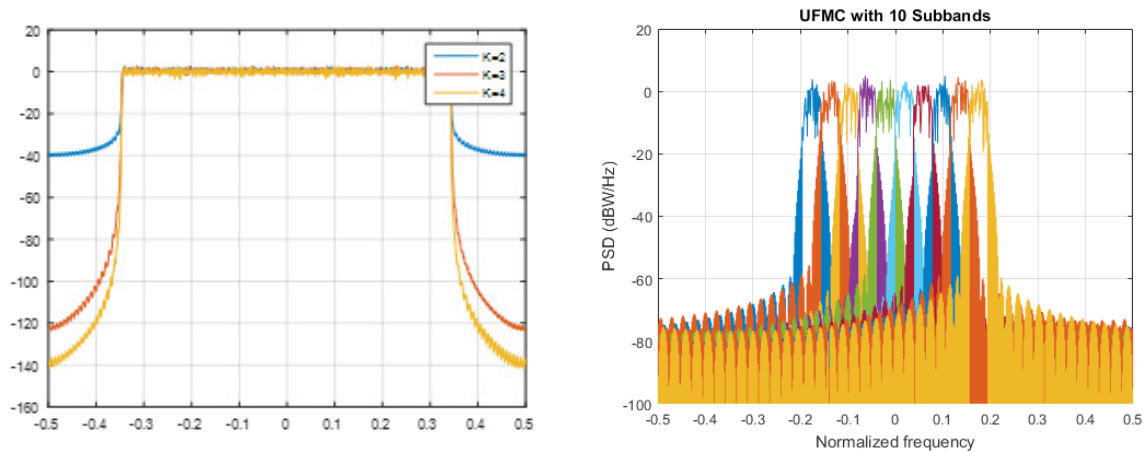 20
0
-20
-40
-60
-80
-100
-120
-140
-160
-0.5 -0.4 -0.3 -0.2 -0.1 0 0.1 0.2 0.3 0.4 0.5
K=2
K=3
K=4
UFMC with 10 Subbands
PSD (dBW/Hz)
20
0
-20
-40
-60
-80
-100
-0.5 -0.4 -0.3 -0.2 -0.1 0 0.1 0.2 0.3 0.4 0.5
Normalized frequency